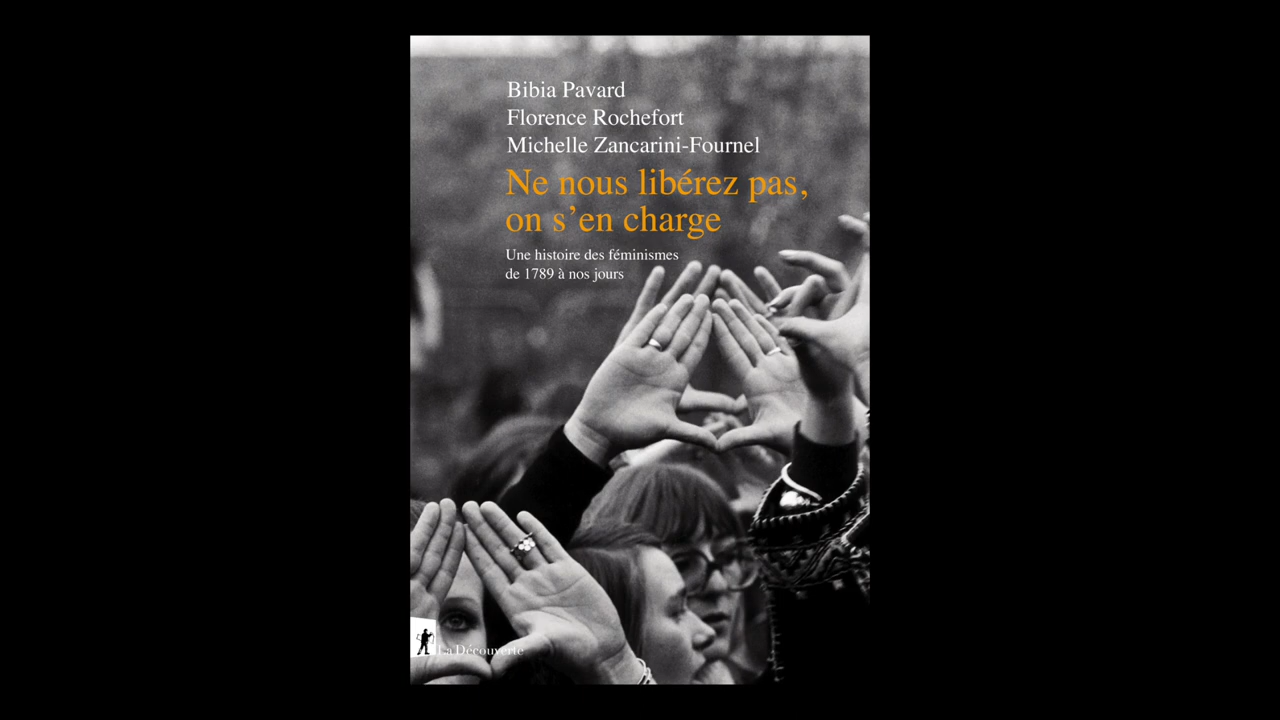 Bibia Pavard
Florence Rochefort
Michelle Zancarini-Fournel
Ne nous libérez pas,
on s’en charge
Une histoire des féminismes
de 1789 à nos jours
La Découverte